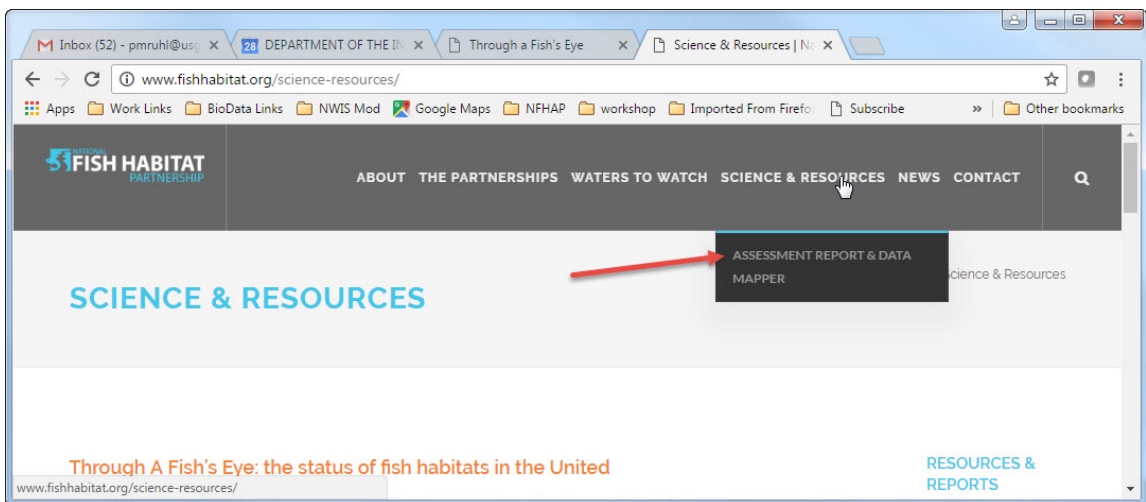 Inbox (52) - pmruhl@usg
28 DEPARTMENT OF THE IN
Through a Fish's Eye
Science & Resources | Na
www.fishhabitat.org/science-resources/
Apps Work Links BioData Links NWIS Mod Google Maps NFHAP workshop Imported From Firefo Subscribe » Other bookmarks
NATIONAL
FISH HABITAT
PARTNERSHIP
ABOUT THE PARTNERSHIPS WATERS TO WATCH SCIENCE & RESOURCES NEWS CONTACT
ASSESSMENT REPORT & DATA
MAPPER
Science & Resources
SCIENCE & RESOURCES
Through A Fish's Eye: the status of fish habitats in the United
RESOURCES &
REPORTS
www.fishhabitat.org/science-resources/